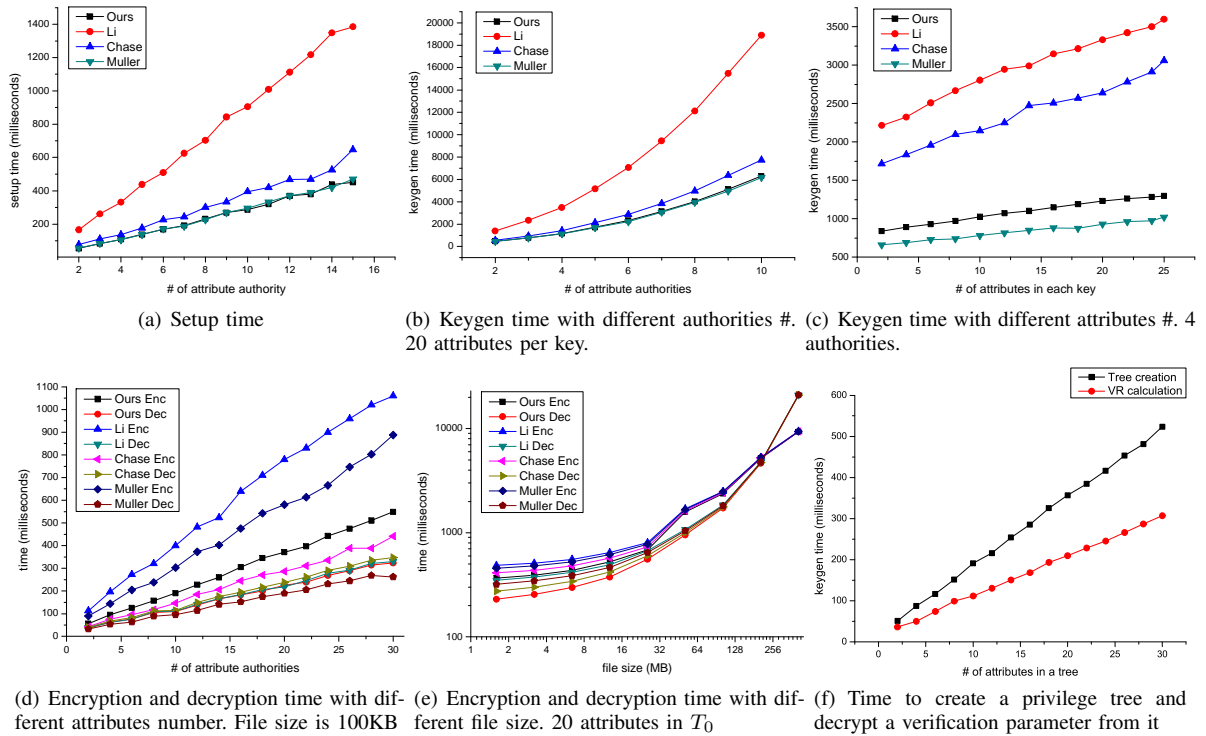 1400
1200
1000
800
600
400
200
setup time (milliseconds)
Ours
Li
Chase
Muller
2 4 6 8 10 12 14 16
# of attribute authority
(a) Setup time
20000
18000
16000
14000
12000
10000
8000
6000
4000
2000
0
keygen time (milliseconds)
Ours
Li
Chase
Muller
2 4 6 8 10
# of attribute authorities
(b) Keygen time with different authorities #.
20 attributes per key.
3500
3000
2500
2000
1500
1000
500
keygen time (milliseconds)
Ours
Li
Chase
Muller
0 5 10 15 20 25
# of attributes in each key
(c) Keygen time with different attributes #. 4
authorities.
1100
1000
900
800
700
600
500
400
300
200
100
0
time (milliseconds)
Ours Enc
Ours Dec
Li Enc
Li Dec
Chase Enc
Chase Dec
Muller Enc
Muller Dec
0 5 10 15 20 25 30
# of attribute authorities
(d) Encryption and decryption time with dif-
ferent attributes number. File size is 100KB
10000
1000
100
time (milliseconds)
Ours Enc
Ours Dec
Li Enc
Li Dec
Chase Enc
Chase Dec
Muller Enc
Muller Dec
1 2 4 8 16 32 64 128 256
file size (MB)
(e) Encryption and decryption time with dif-
ferent file size. 20 attributes in T0
600
500
400
300
200
100
0
keygen time (milliseconds)
Tree creation
VR calculation
0 5 10 15 20 25 30
# of attributes in a tree
(f) Time to create a privilege tree and
decrypt a verification parameter from it